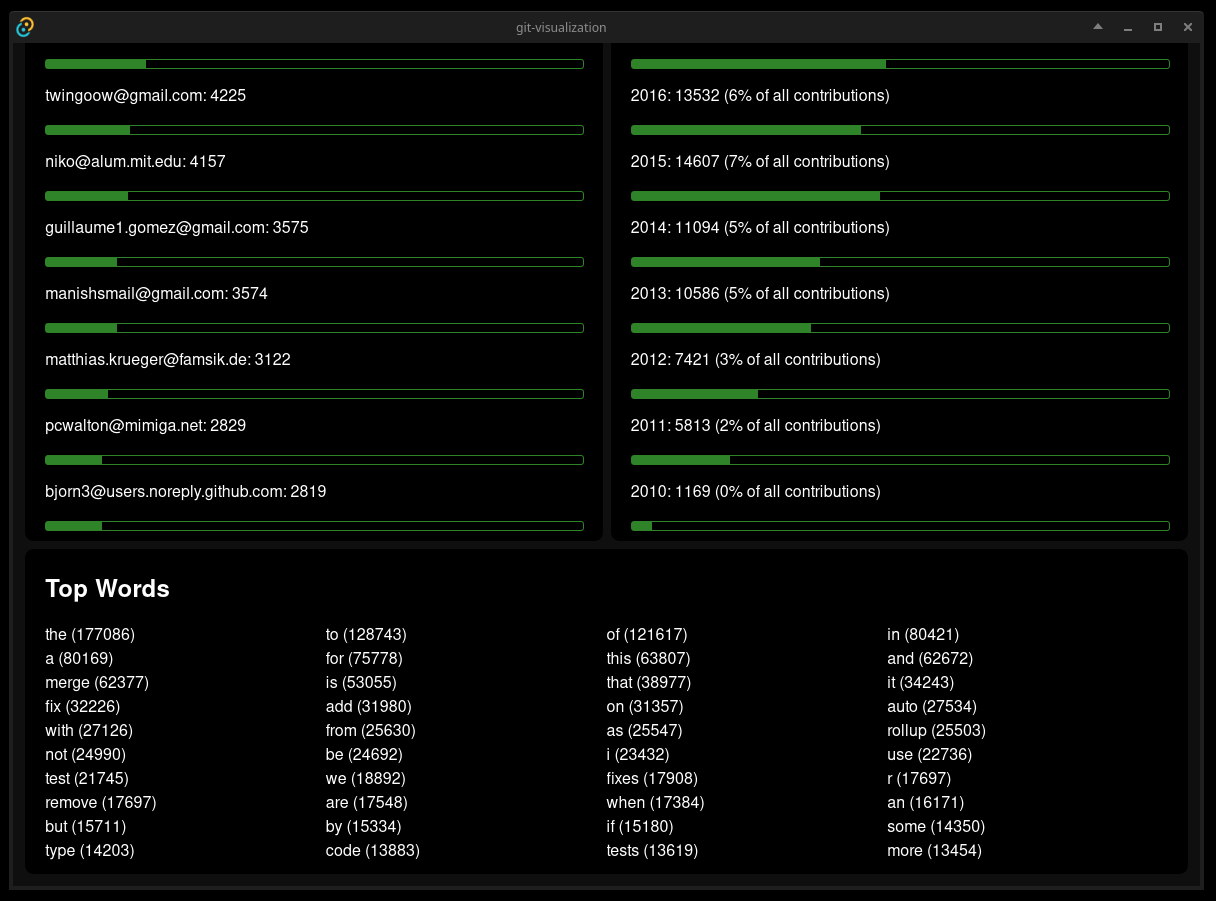 git-visualization
twingoow@gmail.com: 4225
niko@alum.mit.edu: 4157
guillaume1.gomez@gmail.com: 3575
manishsmail@gmail.com: 3574
matthias.krueger@famsik.de: 3122
pcwalton@mimiga.net: 2829
bjorn3@users.noreply.github.com: 2819
2016: 13532 (6% of all contributions)
2015: 14607 (7% of all contributions)
2014: 11094 (5% of all contributions)
2013: 10586 (5% of all contributions)
2012: 7421 (3% of all contributions)
2011: 5813 (2% of all contributions)
2010: 1169 (0% of all contributions)
Top Words
the (177086) to (128743) of (121617) in (80421)
a (80169) for (75778) this (63807) and (62672)
merge (62377) is (53055) that (38977) it (34243)
fix (32226) add (31980) on (31357) auto (27534)
with (27126) from (25630) as (25547) rollup (25503)
not (24990) be (24692) i (23432) use (22736)
test (21745) we (18892) fixes (17908) r (17697)
remove (17697) are (17548) when (17384) an (16171)
but (15711) by (15334) if (15180) some (14350)
type (14203) code (13883) tests (13619) more (13454)